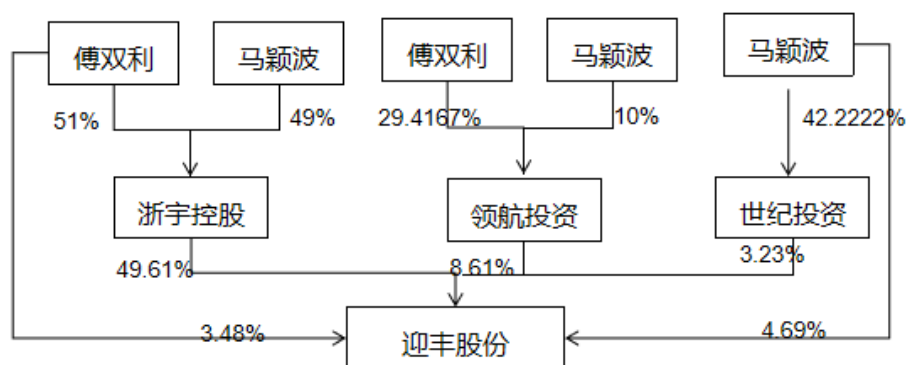 傅双利
马颖波
傅双利
马颖波
马颖波
51%
49%
29.4167%
10%
42.2222%
浙宇控股
领航投资
世纪投资
49.61%
8.61%
3.23%
3.48%
迎丰股份
4.69%